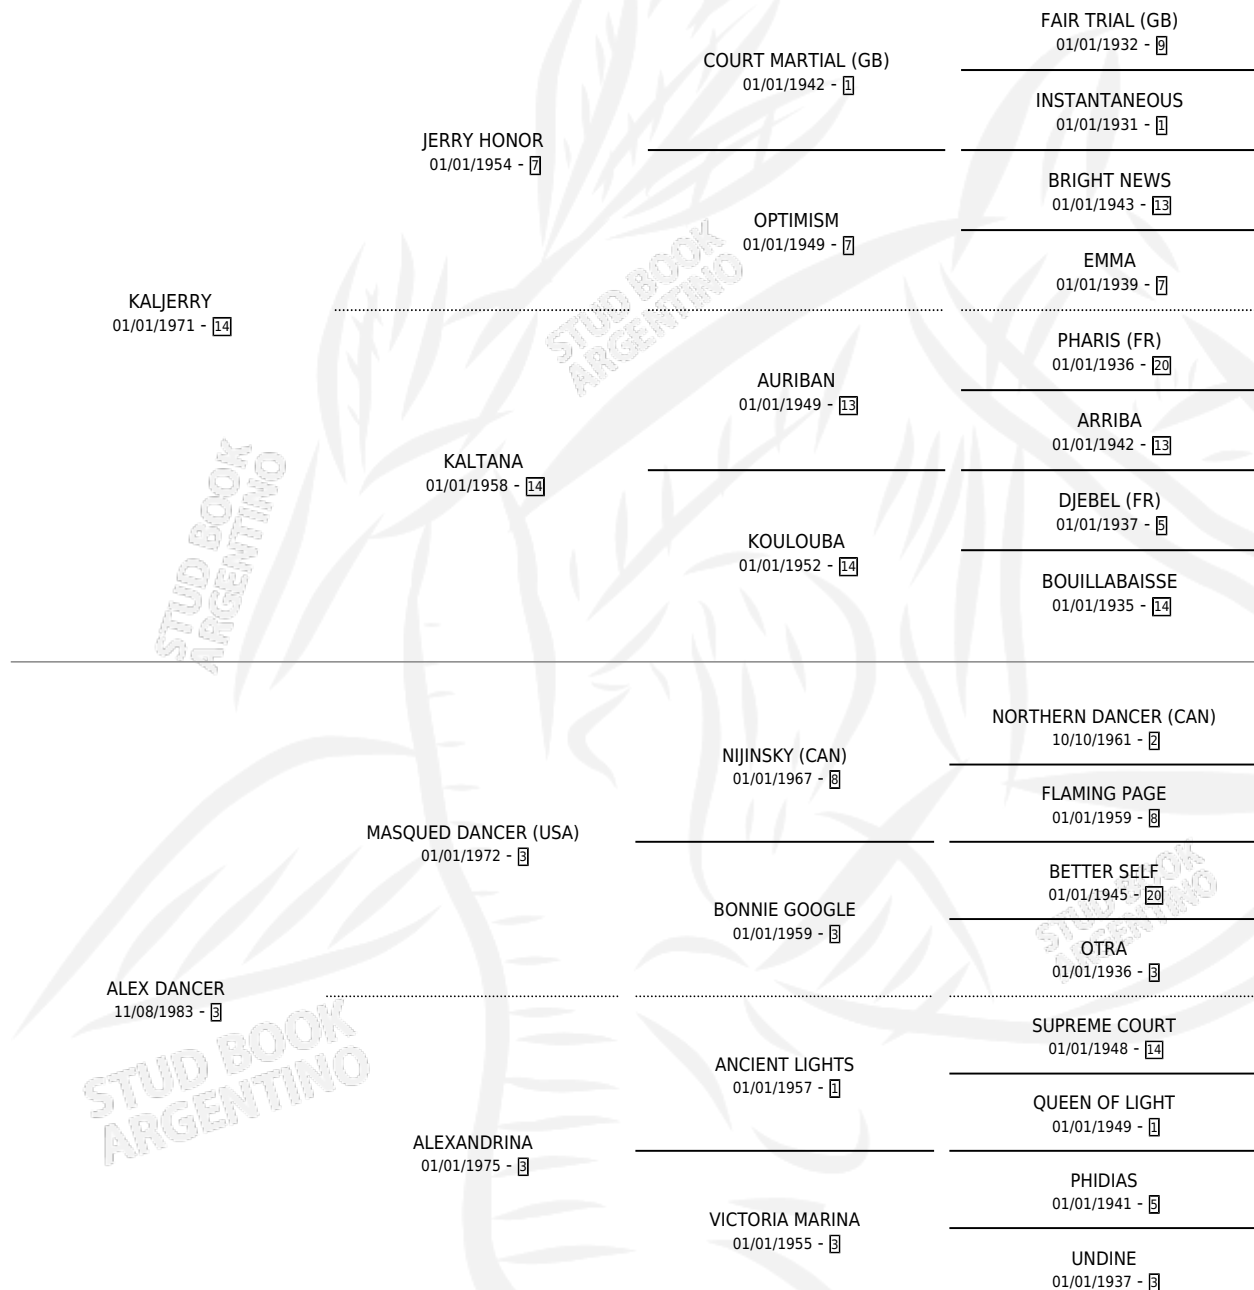 FAIR TRIAL (GB)
01/01/1932 - 9
COURT MARTIAL (GB)
01/01/1942 - 1
INSTANTANEOUS
01/01/1931 - 1
JERRY HONOR
01/01/1954 - 7
BRIGHT NEWS
01/01/1943 - 13
OPTIMISM
01/01/1949 - 7
EMMA
01/01/1939 - 7
KALJERRY
01/01/1971 - 14
PHARIS (FR)
01/01/1936 - 20
AURIBAN
01/01/1949 - 13
ARRIBA
01/01/1942 - 13
KALTANA
01/01/1958 - 14
DJEBEL (FR)
01/01/1937 - 5
KOULOUBA
01/01/1952 - 14
BOUILLABAISSE
01/01/1935 - 14
NORTHERN DANCER (CAN)
10/10/1961 - 2
NIJINSKY (CAN)
01/01/1967 - 8
FLAMING PAGE
01/01/1959 - 8
MASQUED DANCER (USA)
01/01/1972 - 3
BETTER SELF
01/01/1945 - 20
BONNIE GOOGLE
01/01/1959 - 3
OTRA
01/01/1936 - 3
ALEX DANCER
11/08/1983 - 3
SUPREME COURT
01/01/1948 - 14
ANCIENT LIGHTS
01/01/1957 - 1
QUEEN OF LIGHT
01/01/1949 - 1
ALEXANDRINA
01/01/1975 - 3
PHIDIAS
01/01/1941 - 5
VICTORIA MARINA
01/01/1955 - 3
UNDINE
01/01/1937 - 3
STUD BOOK
ARGENTINO
STUD BOOK
ARGENTINO
STUD BOOK
ARGENTINO
STUD BOOK
ARGENTINO